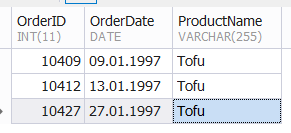 OrderID OrderDate ProductName
INT(11) DATE VARCHAR(255)
10409 09.01.1997 Tofu
10412 13.01.1997 Tofu
10427 27.01.1997 Tofu